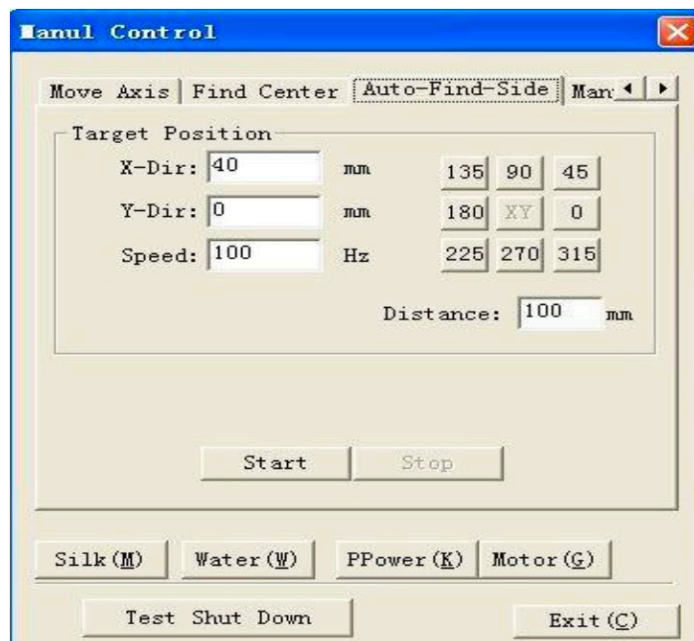 Manul Control
Move Axis Find Center Auto-Find-Side Man
Target Position
X-Dir: 40 mm 135 90 45
Y-Dir: 0 mm 180 XY 0
Speed: 100 Hz 225 270 315
Distance: 100 mm
Start Stop
Silk(M) Water(W) PPower(K) Motor(G)
Test Shut Down Exit(C)